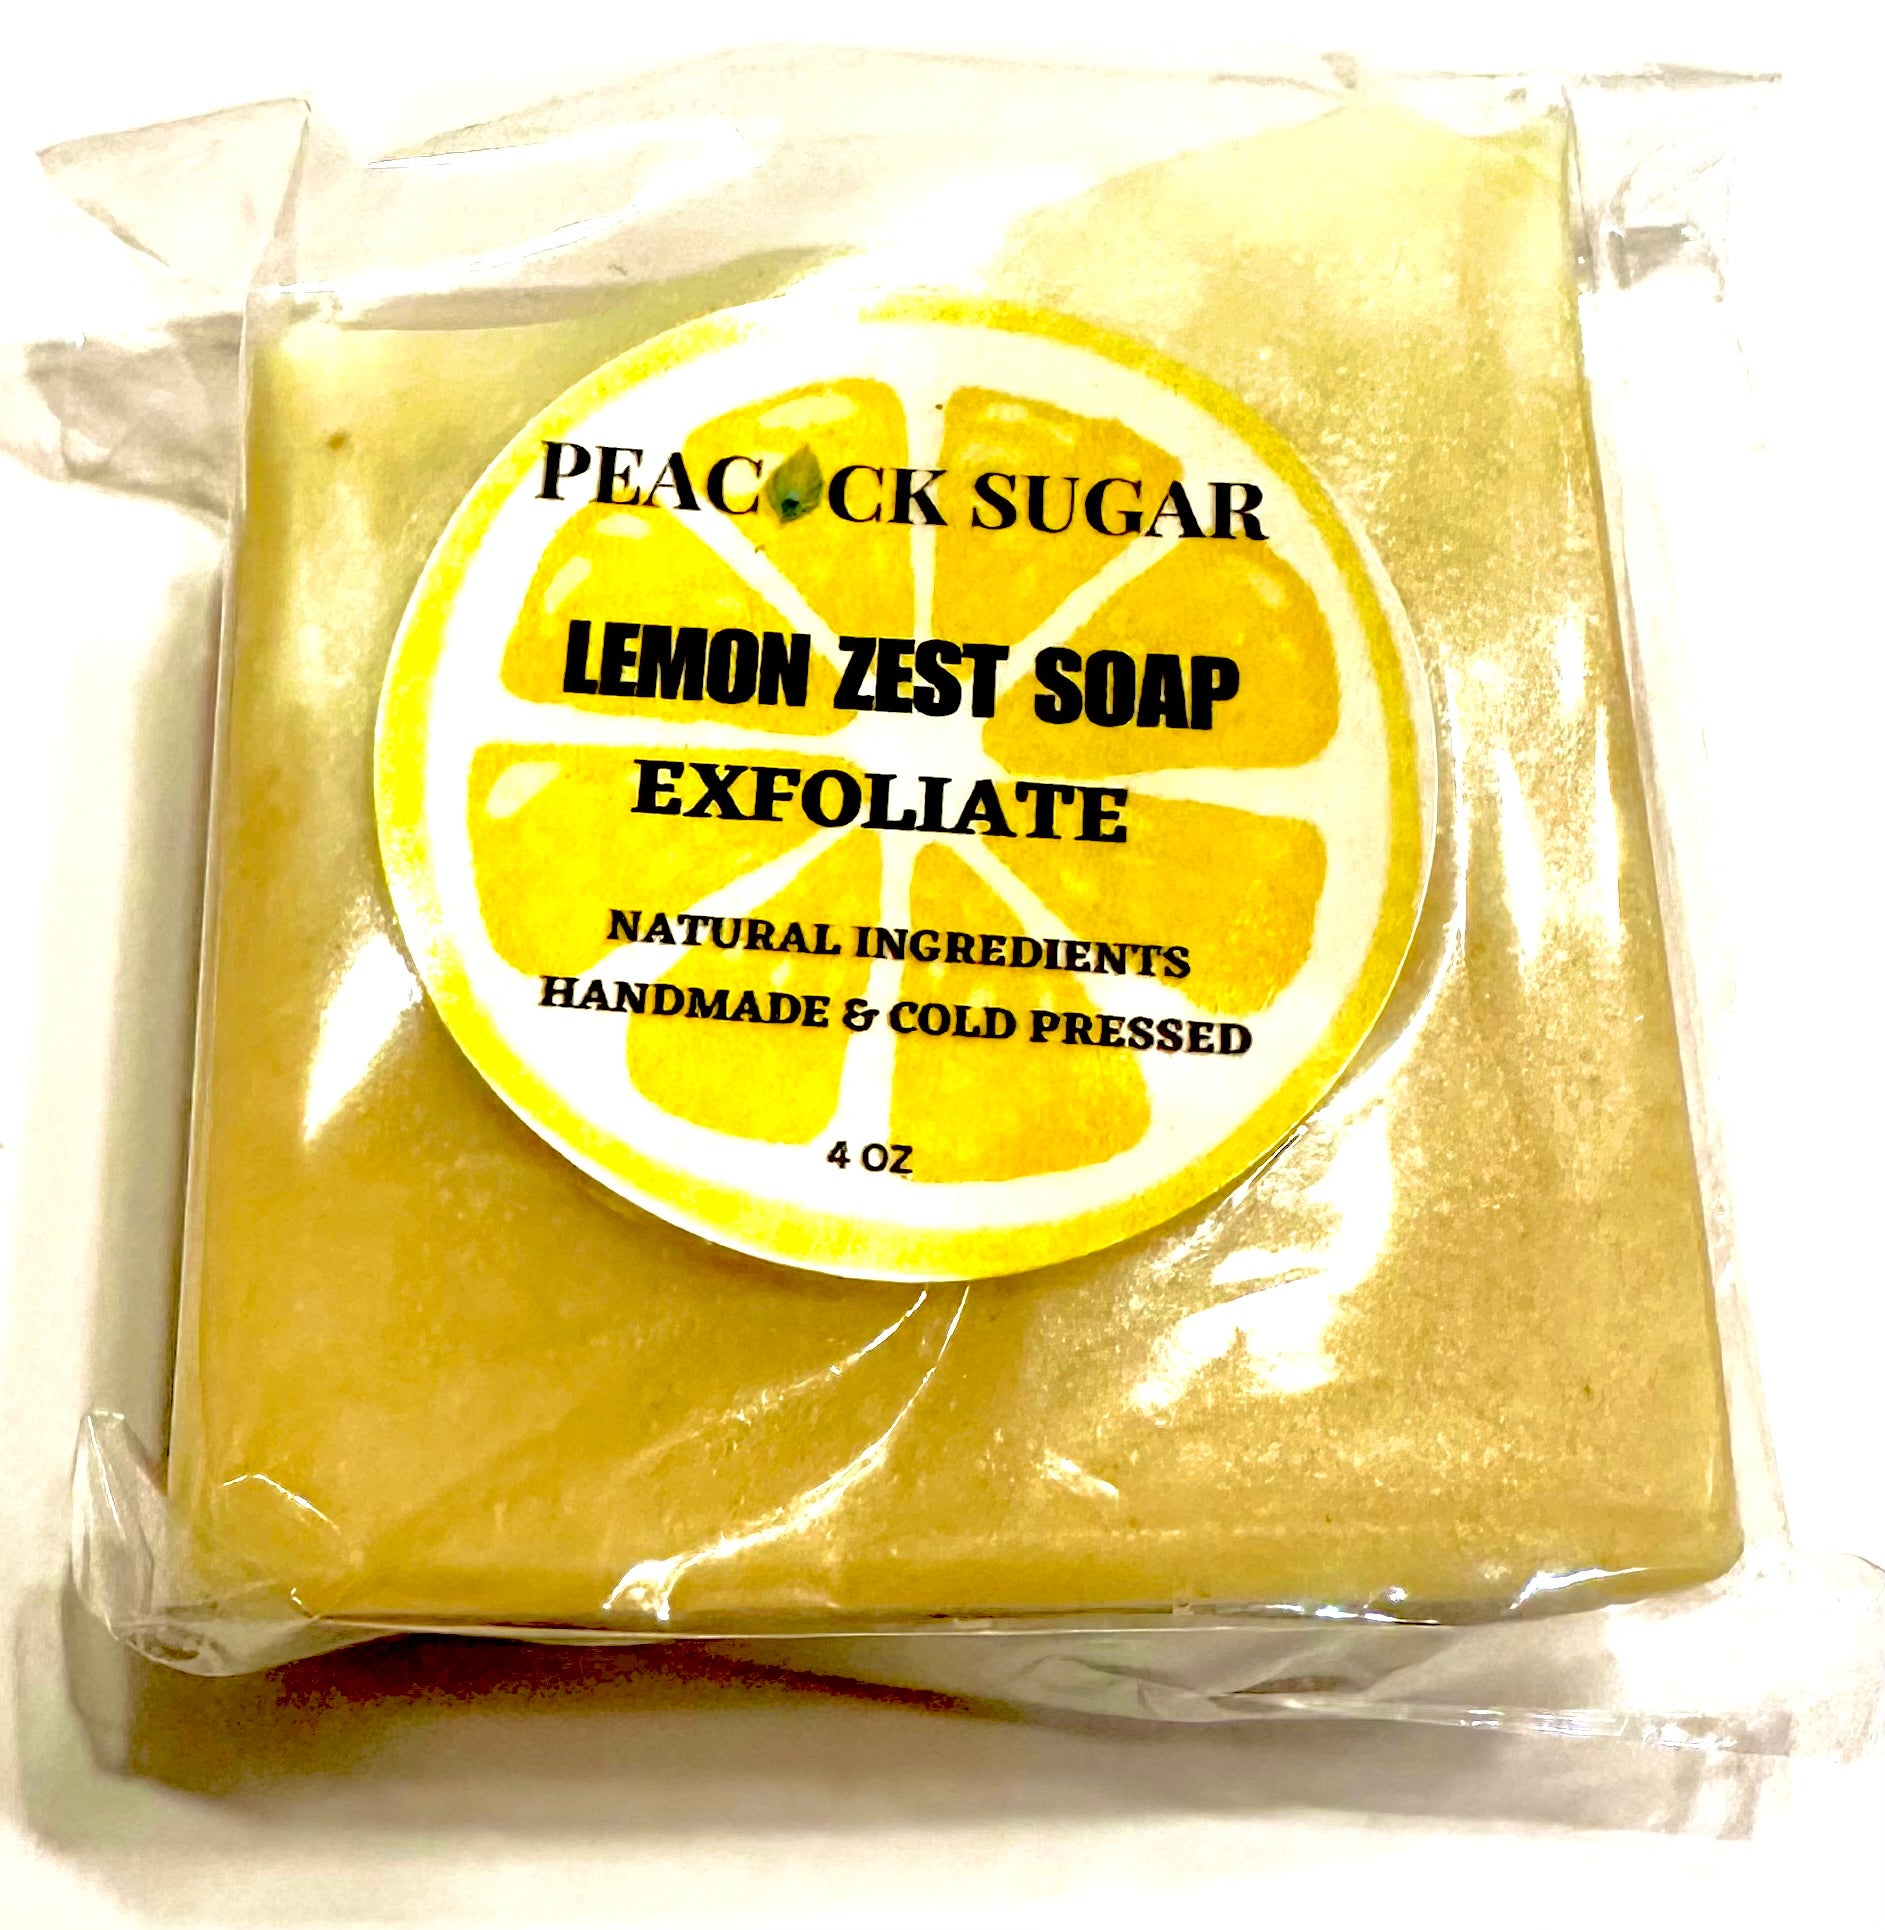 PEACOCK SUGAR
LEMON ZEST SOAP
EXFOLIATE
NATURAL INGREDIENTS
HANDMADE & COLD PRESSED
4 OZ